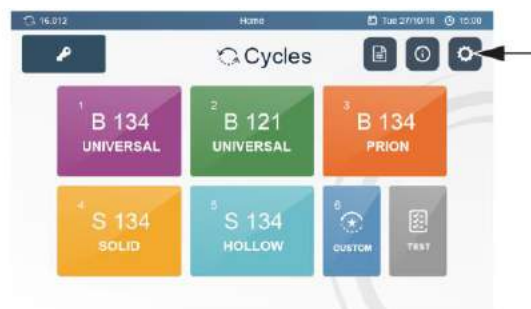 16.012 Home Tue 27/10/18 15:00
Cycles
1 2 3
B 134 B 121 B 134
UNIVERSAL UNIVERSAL PRION
4 5 6
S 134 S 134
SOLID HOLLOW CUSTOM TEST